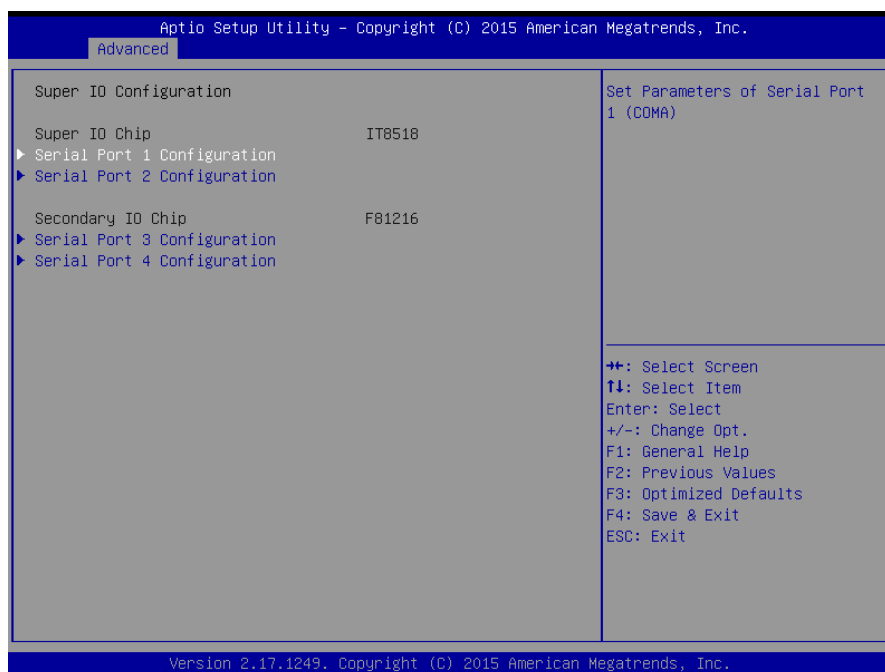 Aptio Setup Utility – Copyright (C) 2015 American Megatrends, Inc.
Advanced
Super IO Configuration
Super IO Chip IT8518
Serial Port 1 Configuration
Serial Port 2 Configuration
Secondary IO Chip F81216
Serial Port 3 Configuration
Serial Port 4 Configuration
Set Parameters of Serial Port
1 (COMA)
→←: Select Screen
↑↓: Select Item
Enter: Select
+/-: Change Opt.
F1: General Help
F2: Previous Values
F3: Optimized Defaults
F4: Save & Exit
ESC: Exit
Version 2.17.1249. Copyright (C) 2015 American Megatrends, Inc.